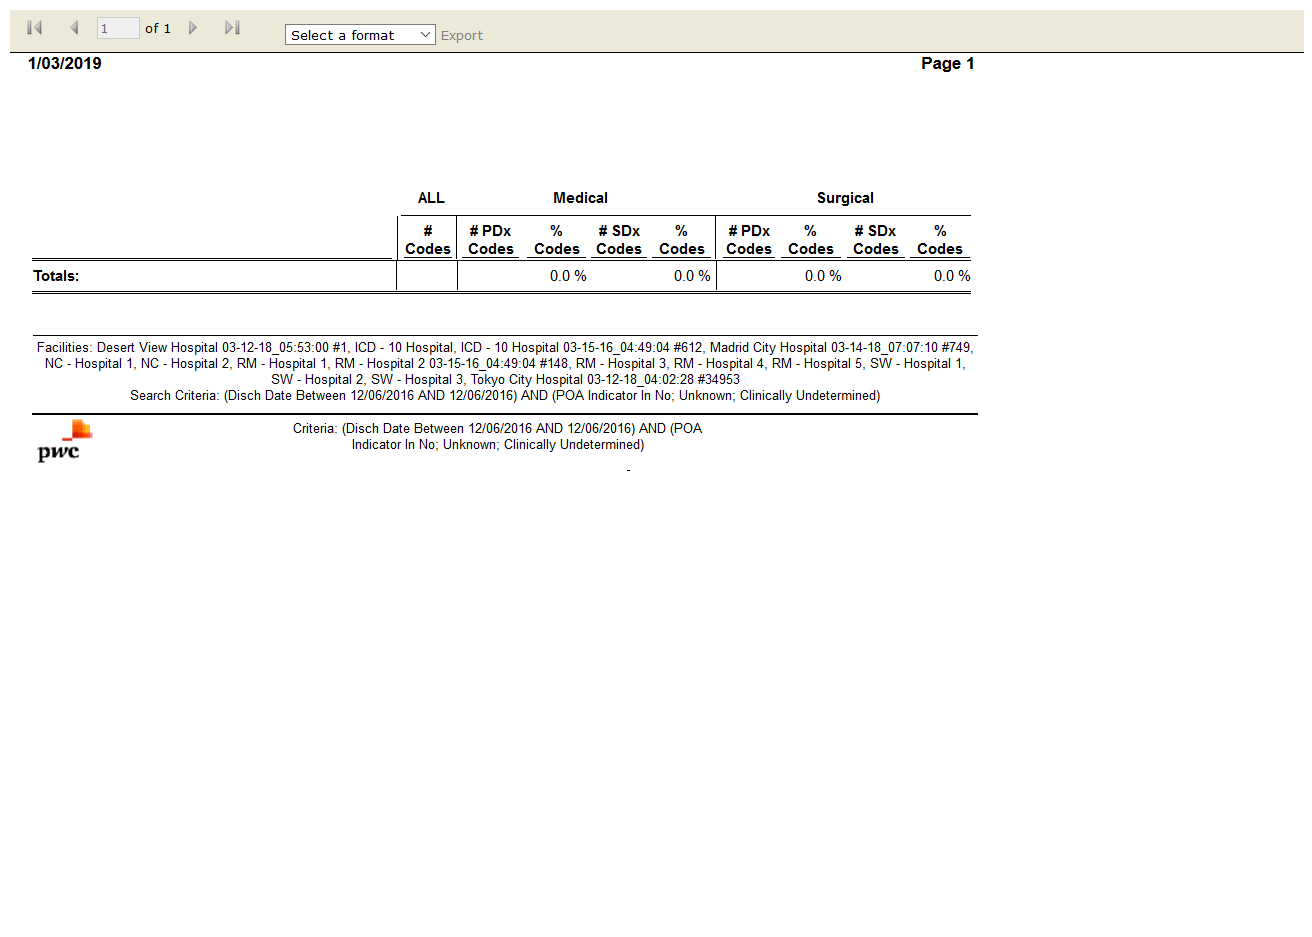 1 of 1 Select a format Export
1/03/2019 Page 1
ALL Medical Surgical
# # PDx % # SDx % # PDx % # SDx %
Codes Codes Codes Codes Codes Codes Codes Codes Codes
Totals: 0.0 % 0.0 % 0.0 % 0.0 %
Facilities: Desert View Hospital 03-12-18_05:53:00 #1, ICD - 10 Hospital, ICD - 10 Hospital 03-15-16_04:49:04 #612, Madrid City Hospital 03-14-18_07:07:10 #749,
NC - Hospital 1, NC - Hospital 2, RM - Hospital 1, RM - Hospital 2 03-15-16_04:49:04 #148, RM - Hospital 3, RM - Hospital 4, RM - Hospital 5, SW - Hospital 1,
SW - Hospital 2, SW - Hospital 3, Tokyo City Hospital 03-12-18_04:02:28 #34953
Search Criteria: (Disch Date Between 12/06/2016 AND 12/06/2016) AND (POA Indicator In No; Unknown; Clinically Undetermined)
pwc
Criteria: (Disch Date Between 12/06/2016 AND 12/06/2016) AND (POA
Indicator In No; Unknown; Clinically Undetermined)
-